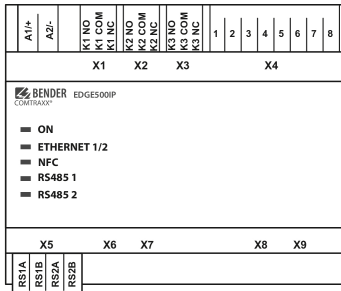 A1/+ A2/- K1 NO K1 COM K1 NC K2 NO K2 COM K2 NC K3 NO K3 COM K3 NC 1 2 3 4 5 6 7 8
X1 X2 X3 X4
BENDER EDGE500IP
COMTRAXX®
ON
ETHERNET 1/2
NFC
RS485 1
RS485 2
X5 X6 X7 X8 X9
RS1A RS1B RS2A RS2B